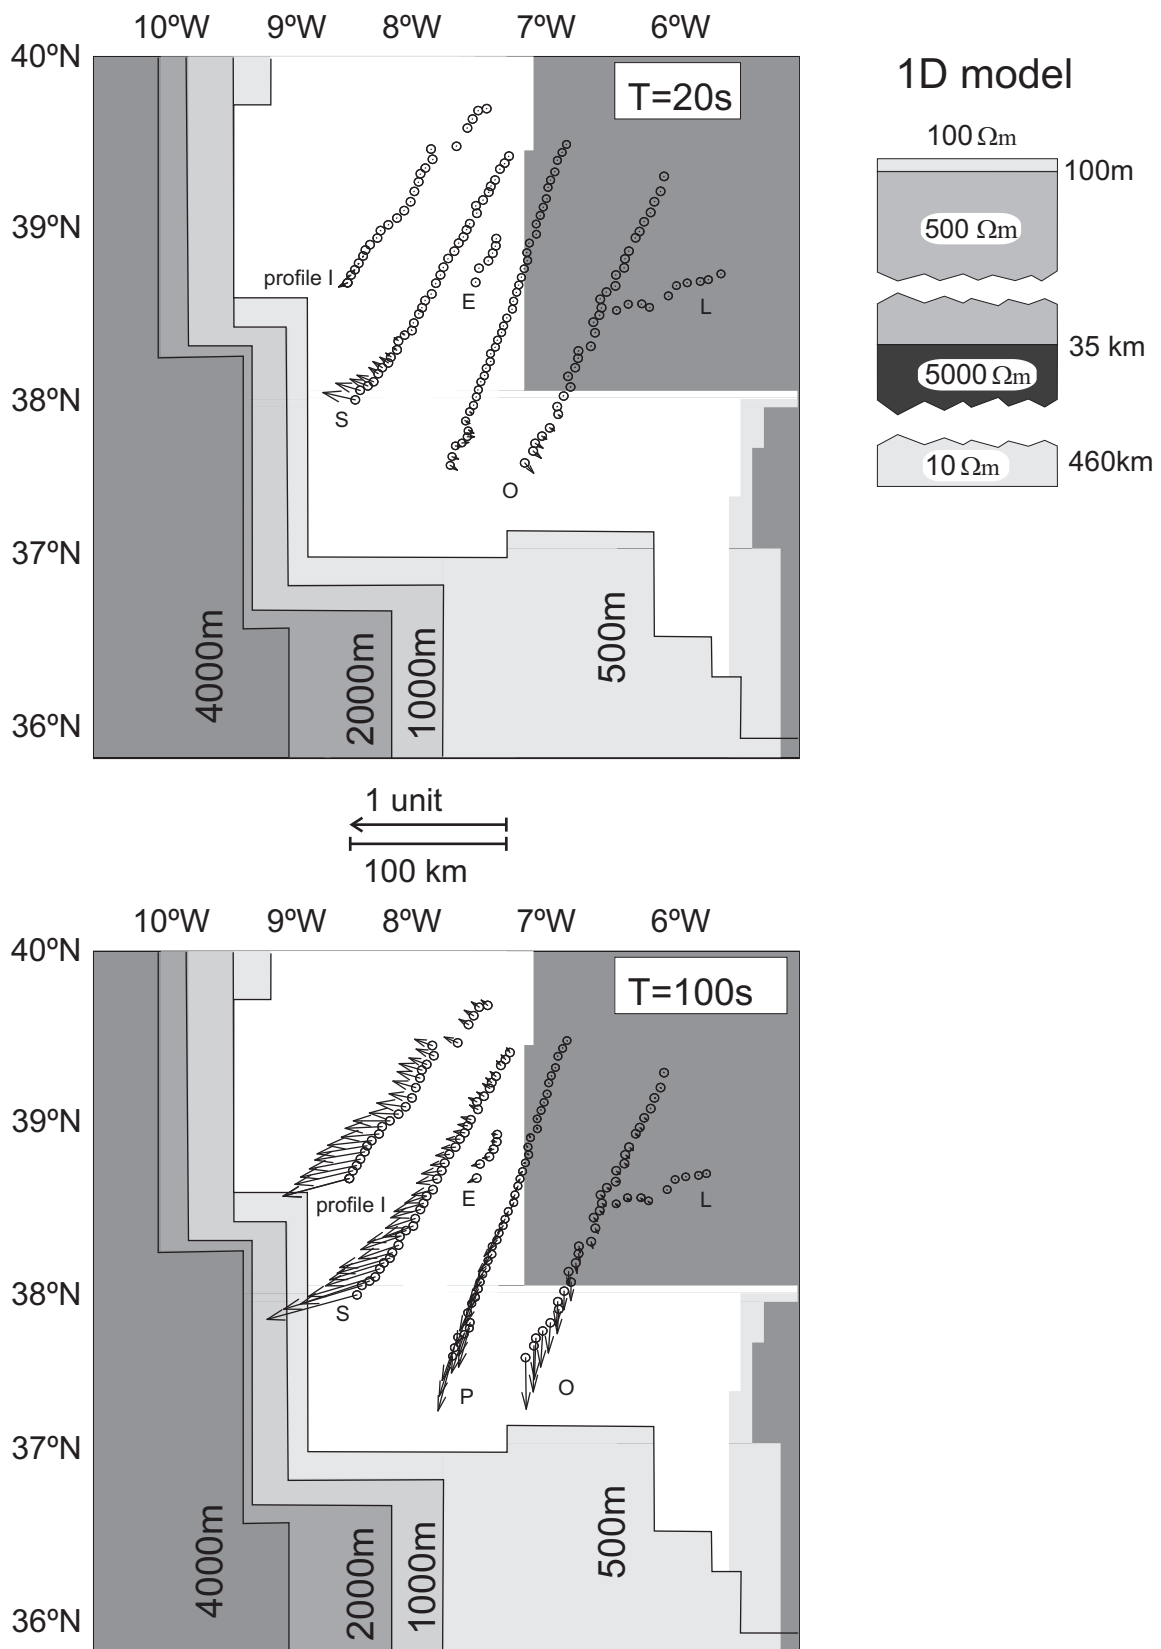 10ºW 9ºW 8ºW 7ºW 6ºW
40ºN
T=20s
1D model
100 Ωm
100m
500 Ωm
39ºN
profile I
E
L
35 km
5000 Ωm
38ºN
S
10 Ωm
460km
O
37ºN
4000m
2000m
1000m
500m
36ºN
1 unit
100 km
10ºW 9ºW 8ºW 7ºW 6ºW
40ºN
T=100s
39ºN
profile I
E
L
38ºN
S
P
O
37ºN
4000m
2000m
1000m
500m
36ºN